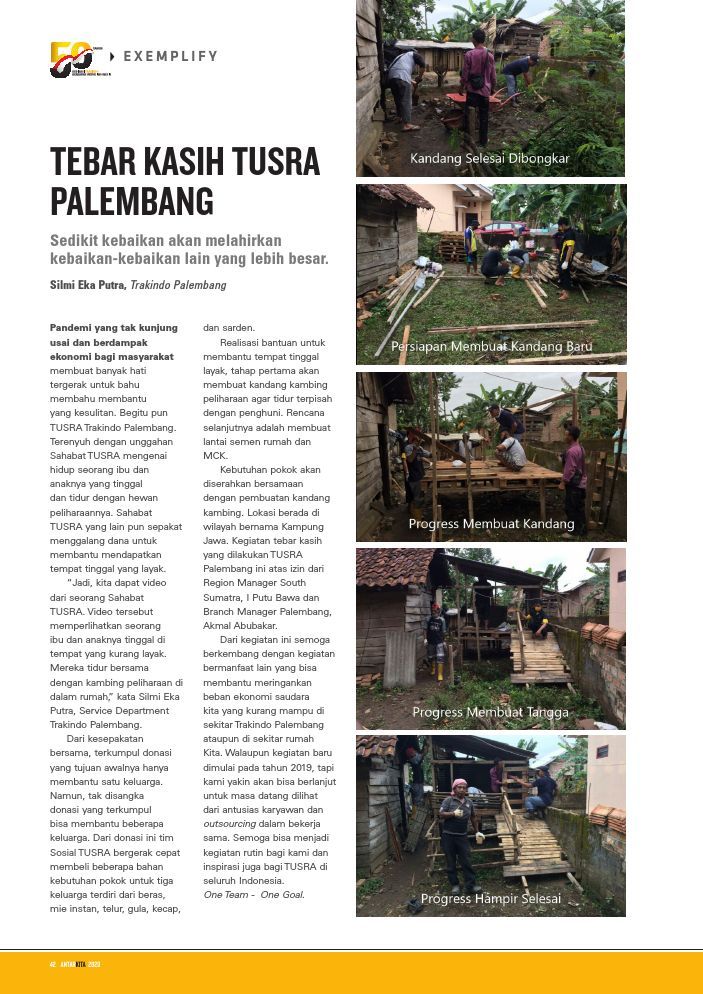 50
TAHUN
EXEMPLIFY
TEBAR KASIH TUSRA
PALEMBANG
Sedikit kebaikan akan melahirkan
kebaikan-kebaikan lain yang lebih besar.
Silmi Eka Putra, Trakindo Palembang
Pandemi yang tak kunjung
usai dan berdampak
ekonomi bagi masyarakat
membuat banyak hati
tergerak untuk bahu
membahu membantu
yang kesulitan. Begitu pun
TUSRA Trakindo Palembang.
Terenyuh dengan unggahan
Sahabat TUSRA mengenai
hidup seorang ibu dan
anaknya yang tinggal
dan tidur dengan hewan
peliharaannya. Sahabat
TUSRA yang lain pun sepakat
menggalang dana untuk
membantu mendapatkan
tempat tinggal yang layak.
"Jadi, kita dapat video
dari seorang Sahabat
TUSRA. Video tersebut
memperlihatkan seorang
ibu dan anaknya tinggal di
tempat yang kurang layak.
Mereka tidur bersama
dengan kambing peliharaan di
dalam rumah," kata Silmi Eka
Putra, Service Department
Trakindo Palembang.
Dari kesepakatan
bersama, terkumpul donasi
yang tujuan awalnya hanya
membantu satu keluarga.
Namun, tak disangka
donasi yang terkumpul
bisa membantu beberapa
keluarga. Dari donasi ini tim
Sosial TUSRA bergerak cepat
membeli beberapa bahan
kebutuhan pokok untuk tiga
keluarga terdiri dari beras,
mie instan, telur, gula, kecap,
dan sarden.
Realisasi bantuan untuk
membantu tempat tinggal
layak, tahap pertama akan
membuat kandang kambing
peliharaan agar tidur terpisah
dengan penghuni. Rencana
selanjutnya adalah membuat
lantai semen rumah dan
MCK.
Kebutuhan pokok akan
diserahkan bersamaan
dengan pembuatan kandang
kambing. Lokasi berada di
wilayah bernama Kampung
Jawa. Kegiatan tebar kasih
yang dilakukan TUSRA
Palembang ini atas izin dari
Region Manager South
Sumatra, I Putu Bawa dan
Branch Manager Palembang,
Akmal Abubakar.
Dari kegiatan ini semoga
berkembang dengan kegiatan
bermanfaat lain yang bisa
membantu meringankan
beban ekonomi saudara
kita yang kurang mampu di
sekitar Trakindo Palembang
ataupun di sekitar rumah
Kita. Walaupun kegiatan baru
dimulai pada tahun 2019, tapi
kami yakin akan bisa berlanjut
untuk masa datang dilihat
dari antusias karyawan dan
outsourcing dalam bekerja
sama. Semoga bisa menjadi
kegiatan rutin bagi kami dan
inspirasi juga bagi TUSRA di
seluruh Indonesia.
One Team - One Goal.
Kandang Selesai Dibongkar
Persiapan Membuat Kandang Baru
Progress Membuat Kandang
Progress Membuat Tangga
Progress Hampir Selesai
42 ANTARKITA 2020